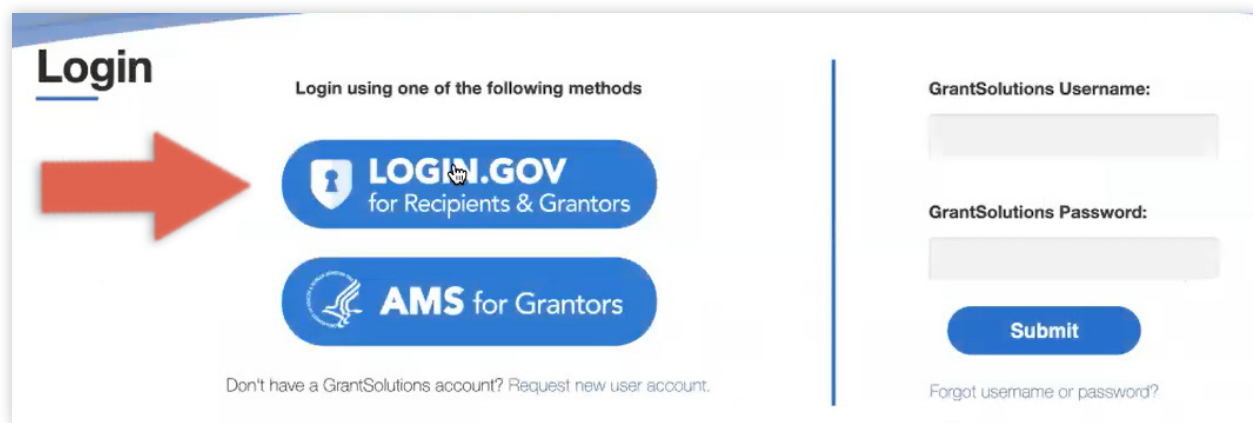 Login
Login using one of the following methods
LOGIN.GOV
for Recipients & Grantors
AMS for Grantors
Don't have a GrantSolutions account? Request new user account.
GrantSolutions Username:
GrantSolutions Password:
Submit
Forgot username or password?